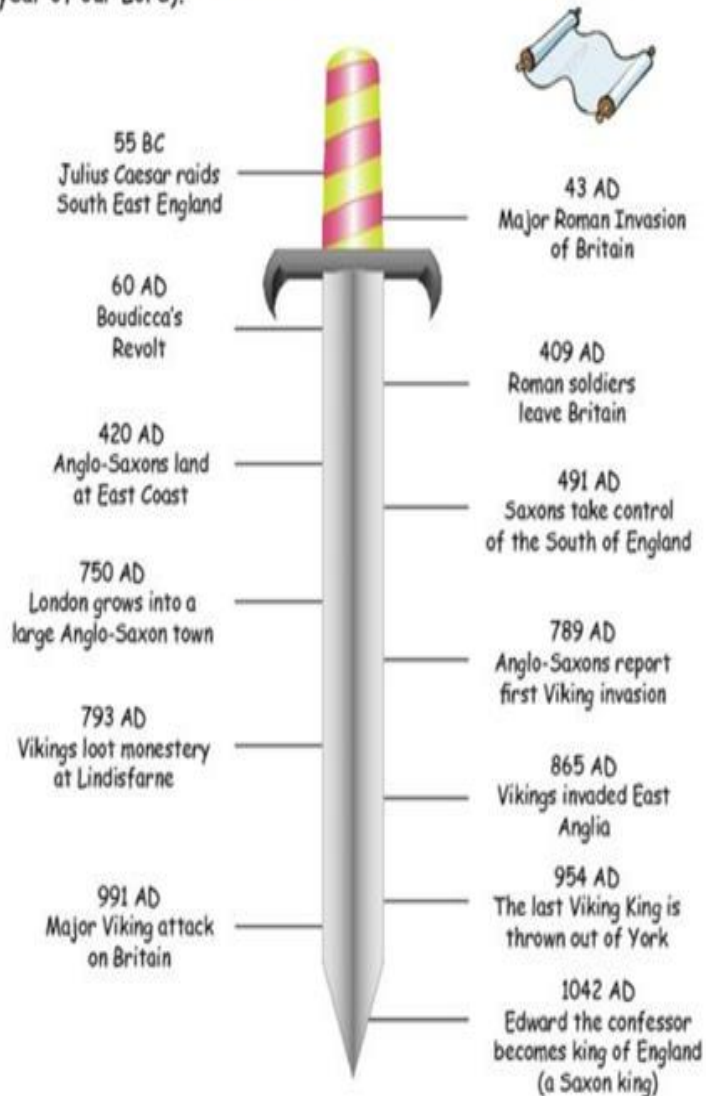 year of our Lord).
55 BC
Julius Caesar raids
South East England
43 AD
Major Roman Invasion
of Britain
60 AD
Boudicca's
Revolt
409 AD
Roman soldiers
leave Britain
420 AD
Anglo-Saxons land
at East Coast
491 AD
Saxons take control
of the South of England
750 AD
London grows into a
large Anglo-Saxon town
789 AD
Anglo-Saxons report
first Viking invasion
793 AD
Vikings loot monestery
at Lindisfarne
865 AD
Vikings invaded East
Anglia
954 AD
The last Viking King is
thrown out of York
991 AD
Major Viking attack
on Britain
1042 AD
Edward the confessor
becomes king of England
(a Saxon king)